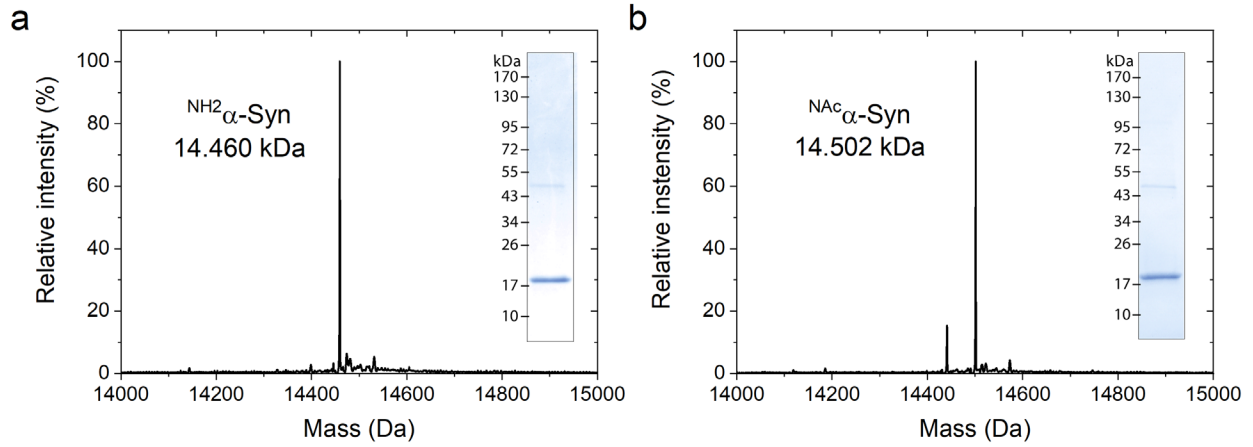 a
Relative intensity (%)
100
80
60
40
20
0
NH2α-Syn
14.460 kDa
kDa
170
130
95
72
55
43
34
26
17
10
14000 14200 14400 14600 14800 15000
Mass (Da)
b
Relative instensity (%)
100
80
60
40
20
0
NAcα-Syn
14.502 kDa
kDa
170
130
95
72
55
43
34
26
17
10
14000 14200 14400 14600 14800 15000
Mass (Da)